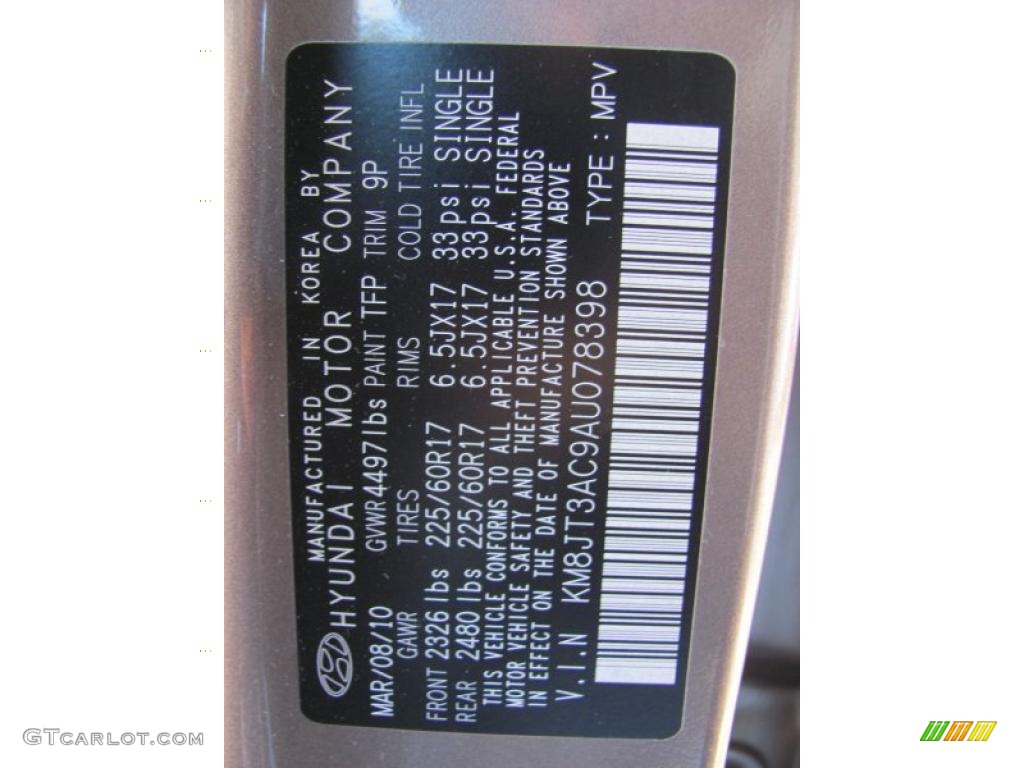 MANUFACTURED IN KOREA BY
HYUNDAI MOTOR COMPANY
MAR/08/10 GVWR4497lbs PAINT TFP TRIM 9P
GAWR TIRES RIMS COLD TIRE INFL
FRONT 2326 lbs 225/60R17 6.5JX17 33psi SINGLE
REAR 2480 lbs 225/60R17 6.5JX17 33psi SINGLE
THIS VEHICLE CONFORMS TO ALL APPLICABLE U.S.A. FEDERAL
MOTOR VEHICLE SAFETY AND THEFT PREVENTION STANDARDS
IN EFFECT ON THE DATE OF MANUFACTURE SHOWN ABOVE
V.I.N KM8JT3AC9AU078398 TYPE : MPV
GTCARLOT.COM